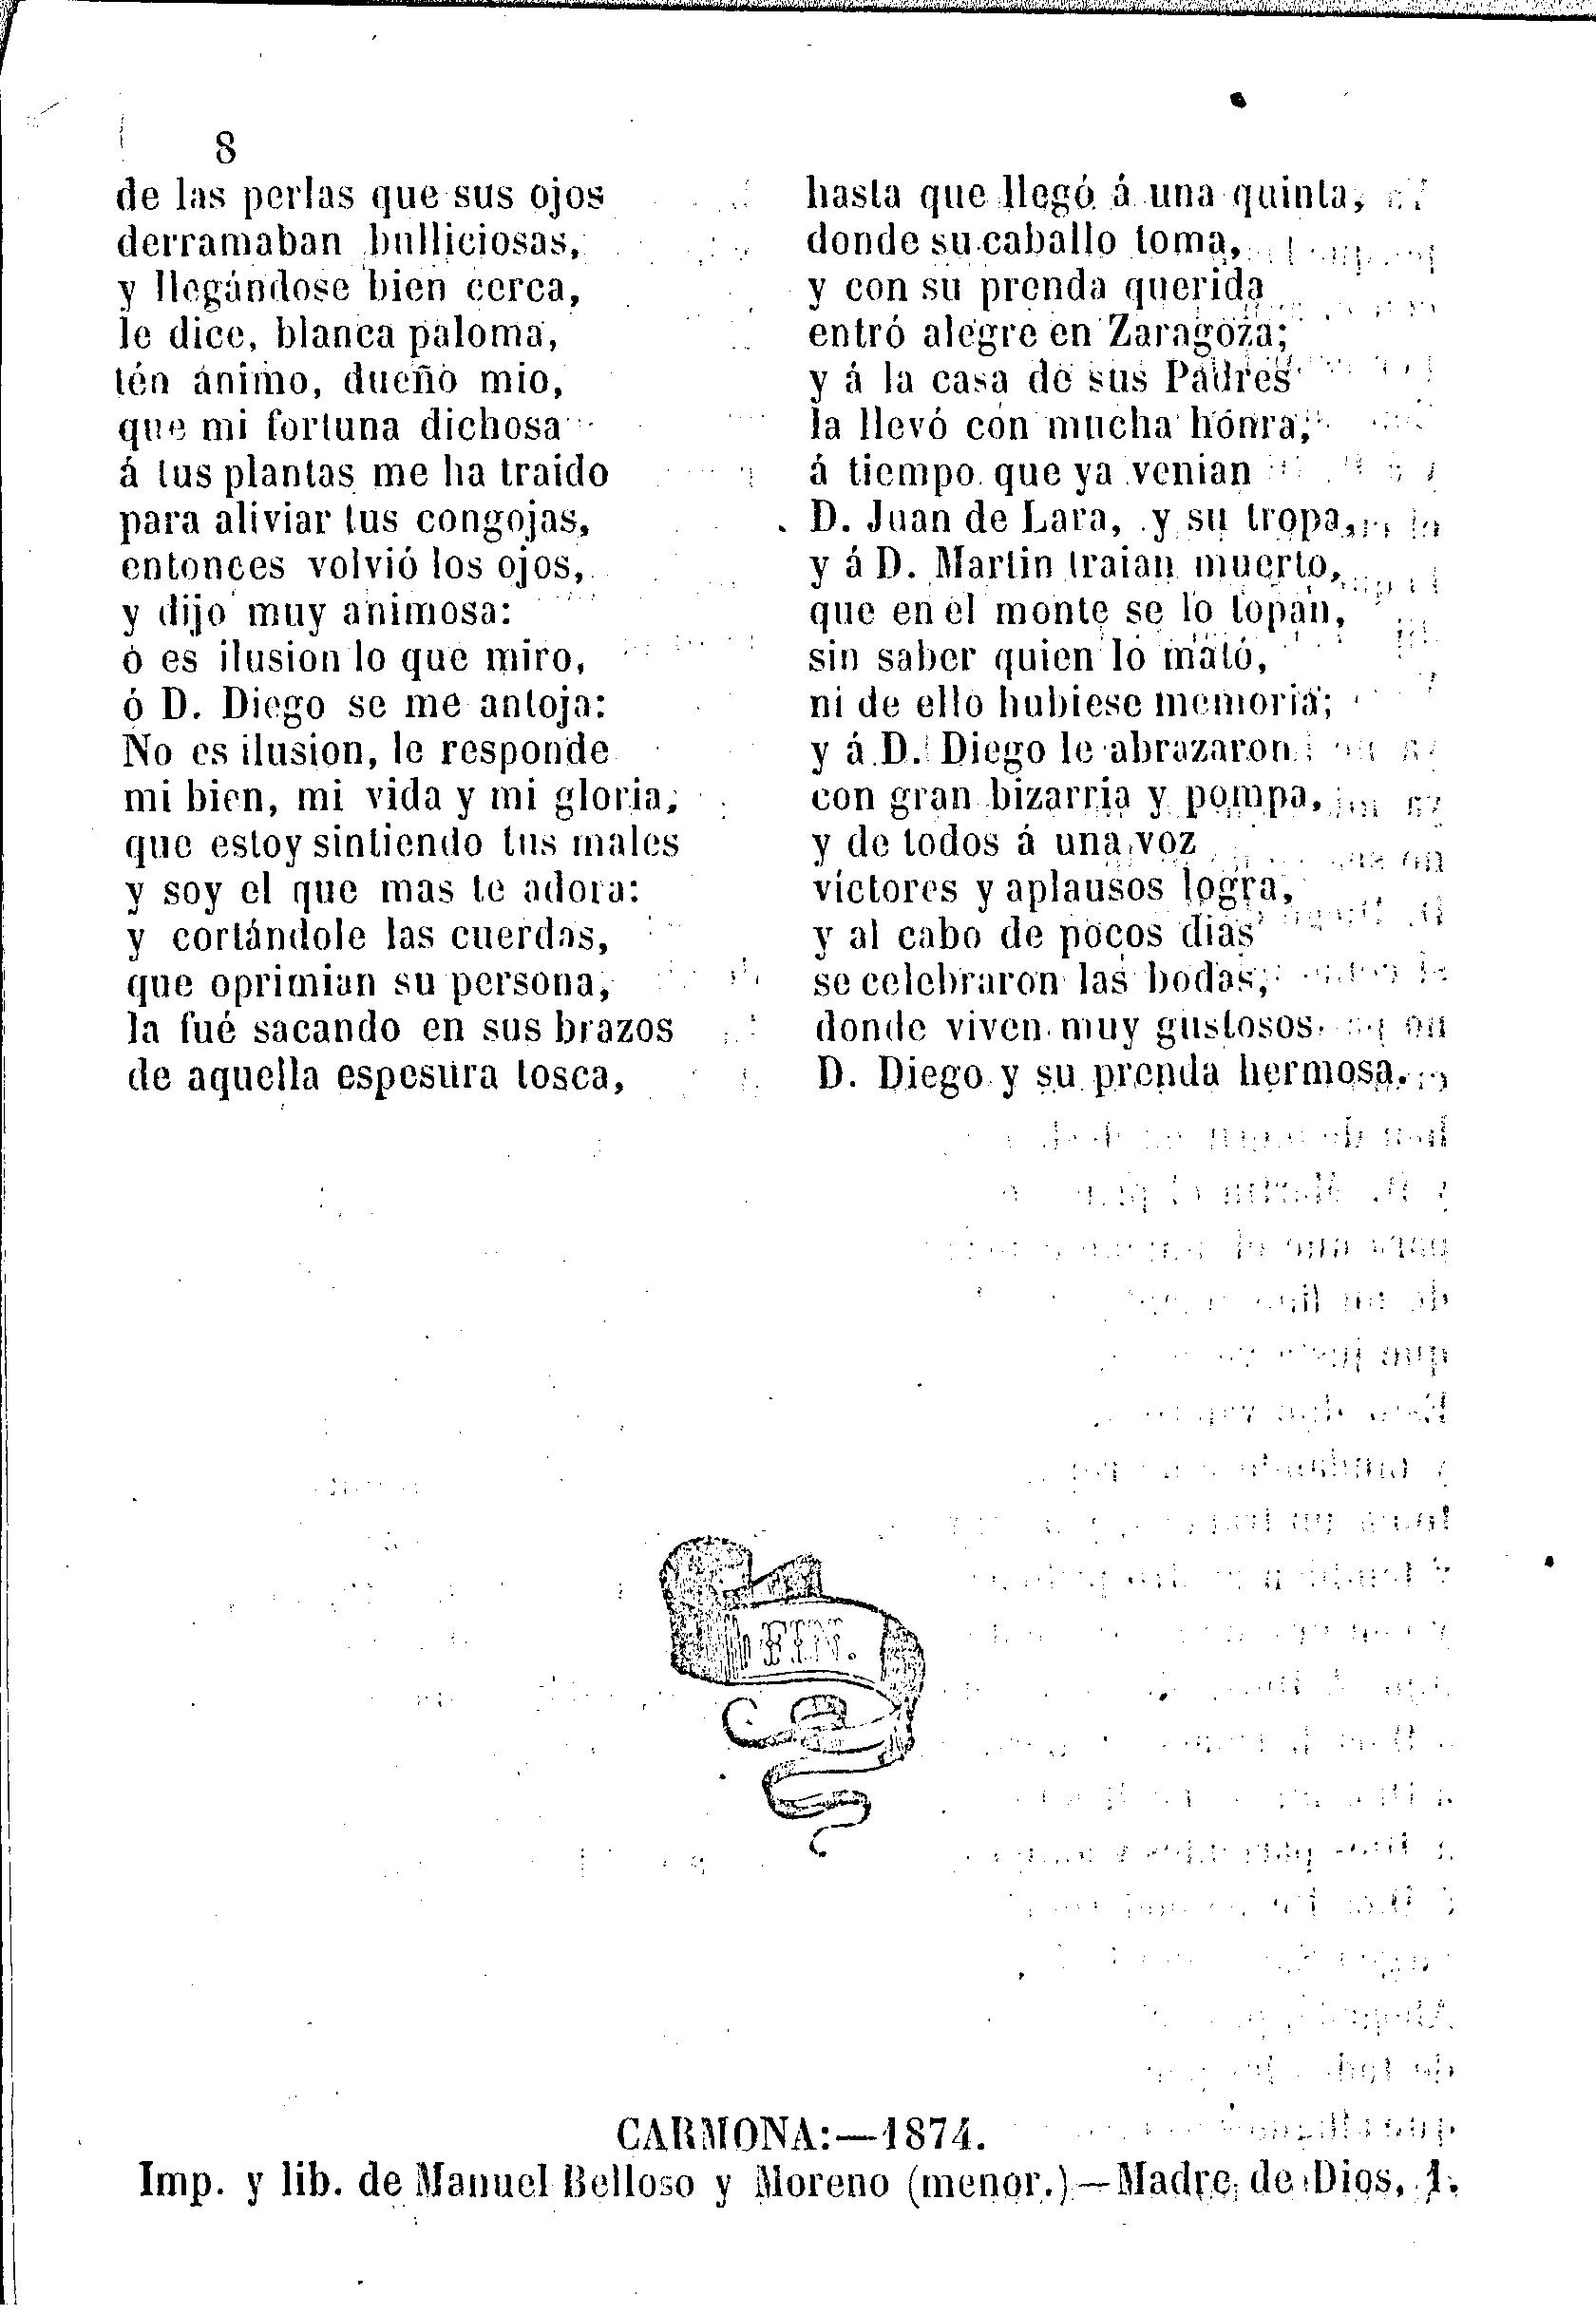 8
de las perlas que sus ojos
derramaban bulliciosas,
y llegándose bien cerca,
le dice, blanca paloma,
tén ánimo, dueño mio,
que mi fortuna dichosa
á tus plantas me ha traido
para aliviar tus congojas,
entonces volvió los ojos,
y dijo muy animosa:
ó es ilusion lo que miro,
ó D. Diego se me antoja:
No es ilusion, le responde
mi bien, mi vida y mi gloria,
que estoy sintiendo tus males
y soy el que mas te adora:
y cortándole las cuerdas,
que oprimian su persona,
la fué sacando en sus brazos
de aquella espesura tosca,
hasta que llegó á una quinta,
donde su caballo toma,
y con su prenda querida
entró alegre en Zaragoza;
y á la casa de sus Padres
la llevó con mucha honra,
á tiempo que ya venian
D. Juan de Lara, y su tropa,
y á D. Martin traian muerto,
que en el monte se lo topan,
sin saber quien lo mató,
ni de ello hubiese memoria;
y á D. Diego le abrazaron
con gran bizarria y pompa,
y de todos á una voz
víctores y aplausos logra,
y al cabo de pocos dias
se celebraron las bodas,
donde viven muy gustosos
D. Diego y su prenda hermosa.
FIN.
CARMONA:—1874.
Imp. y lib. de Manuel Belloso y Moreno (menor.)—Madre de Dios, 1.